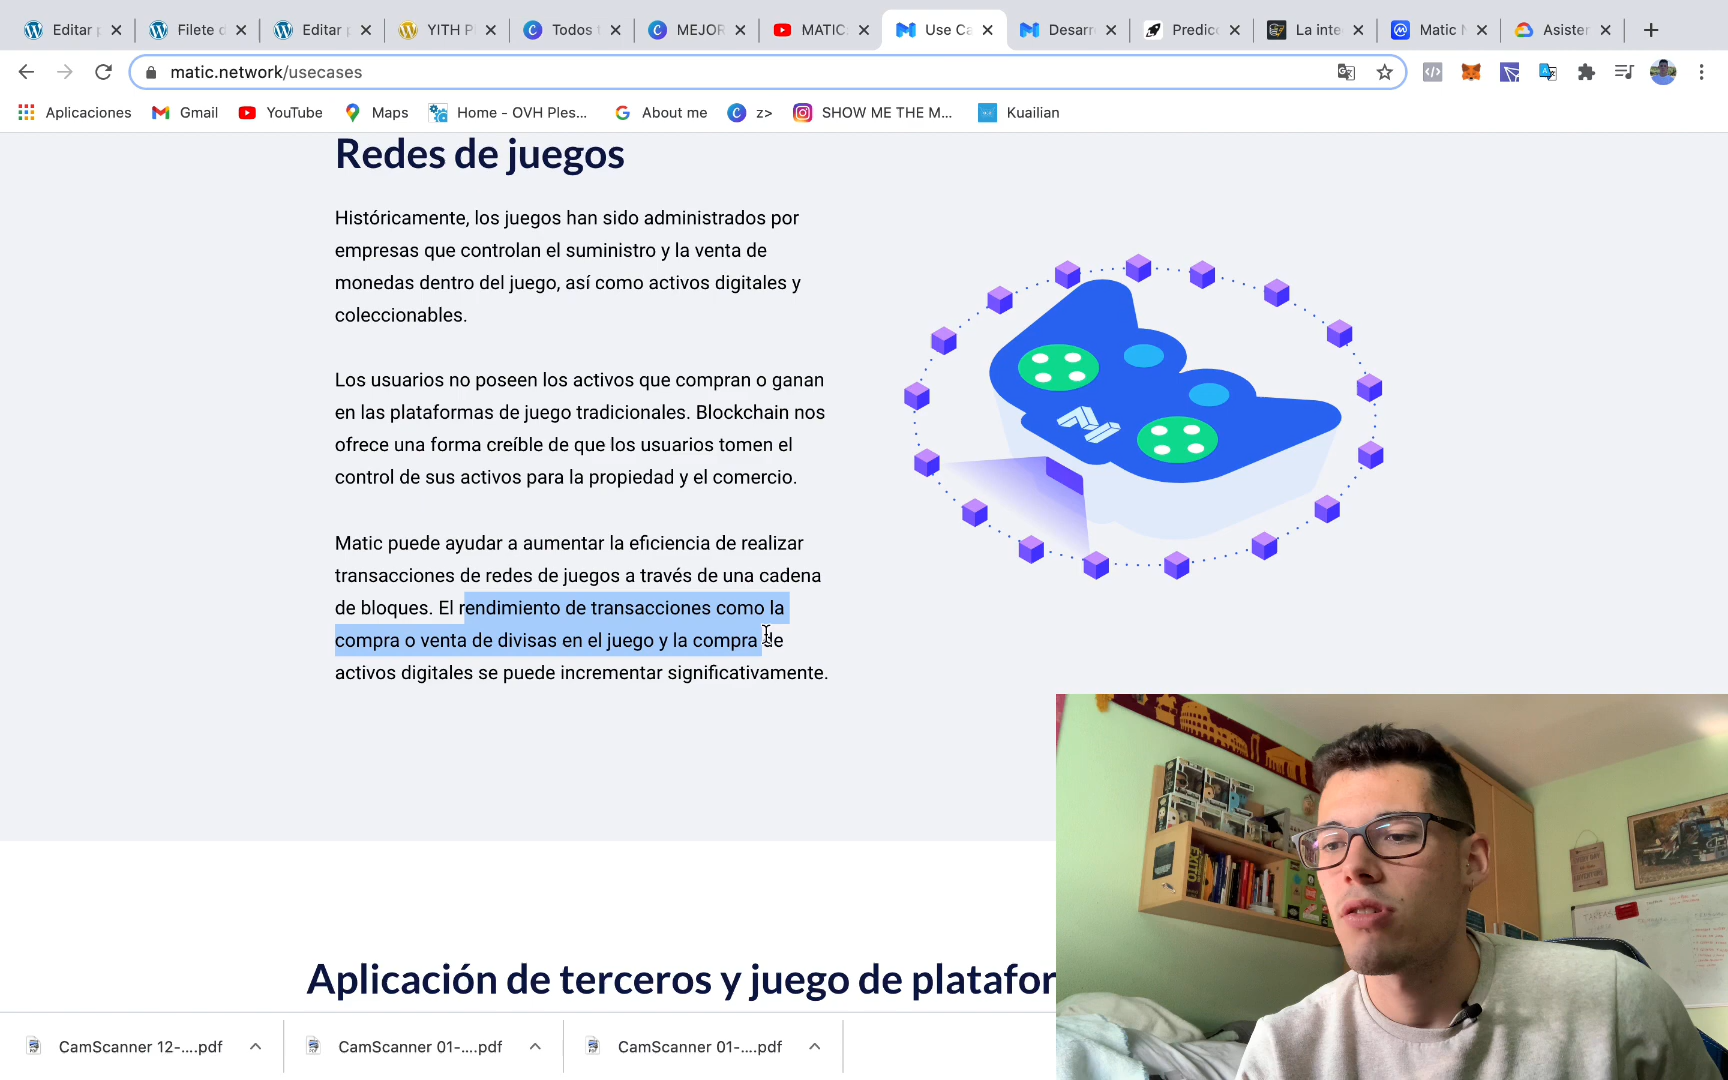 Editar
Filete d
Editar
YITH P
Todos
MEJOR
MATIC
Use Ca
Desarr
Predic
La inte
Matic N
Asister
matic.network/usecases
Aplicaciones
Gmail
YouTube
Maps
Home - OVH Ples...
About me
z>
SHOW ME THE M...
Kuailian
Redes de juegos
Históricamente, los juegos han sido administrados por
empresas que controlan el suministro y la venta de
monedas dentro del juego, así como activos digitales y
coleccionables.
Los usuarios no poseen los activos que compran o ganan
en las plataformas de juego tradicionales. Blockchain nos
ofrece una forma creíble de que los usuarios tomen el
control de sus activos para la propiedad y el comercio.
Matic puede ayudar a aumentar la eficiencia de realizar
transacciones de redes de juegos a través de una cadena
de bloques. El rendimiento de transacciones como la
compra o venta de divisas en el juego y la compra de
activos digitales se puede incrementar significativamente.
Aplicación de terceros y juego de platafor
CamScanner 12-....pdf
CamScanner 01-....pdf
CamScanner 01-....pdf